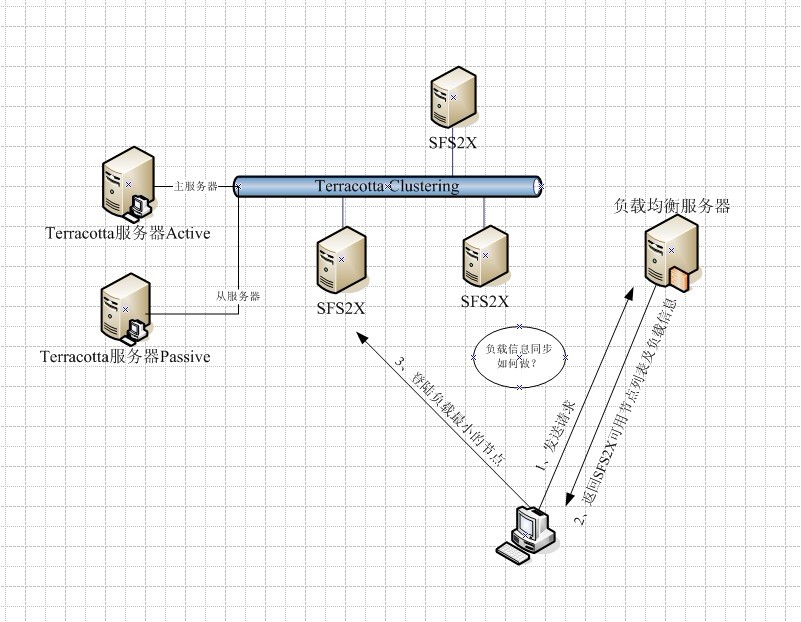 SFS2X
主服务器
Terracotta Clustering
Terracotta服务器Active
负载均衡服务器
从服务器
SFS2X
SFS2X
Terracotta服务器Passive
负载信息同步
如何做?
3、登陆负载最小的节点
1、发送请求
2、返回SFS2X可用节点列表及负载信息